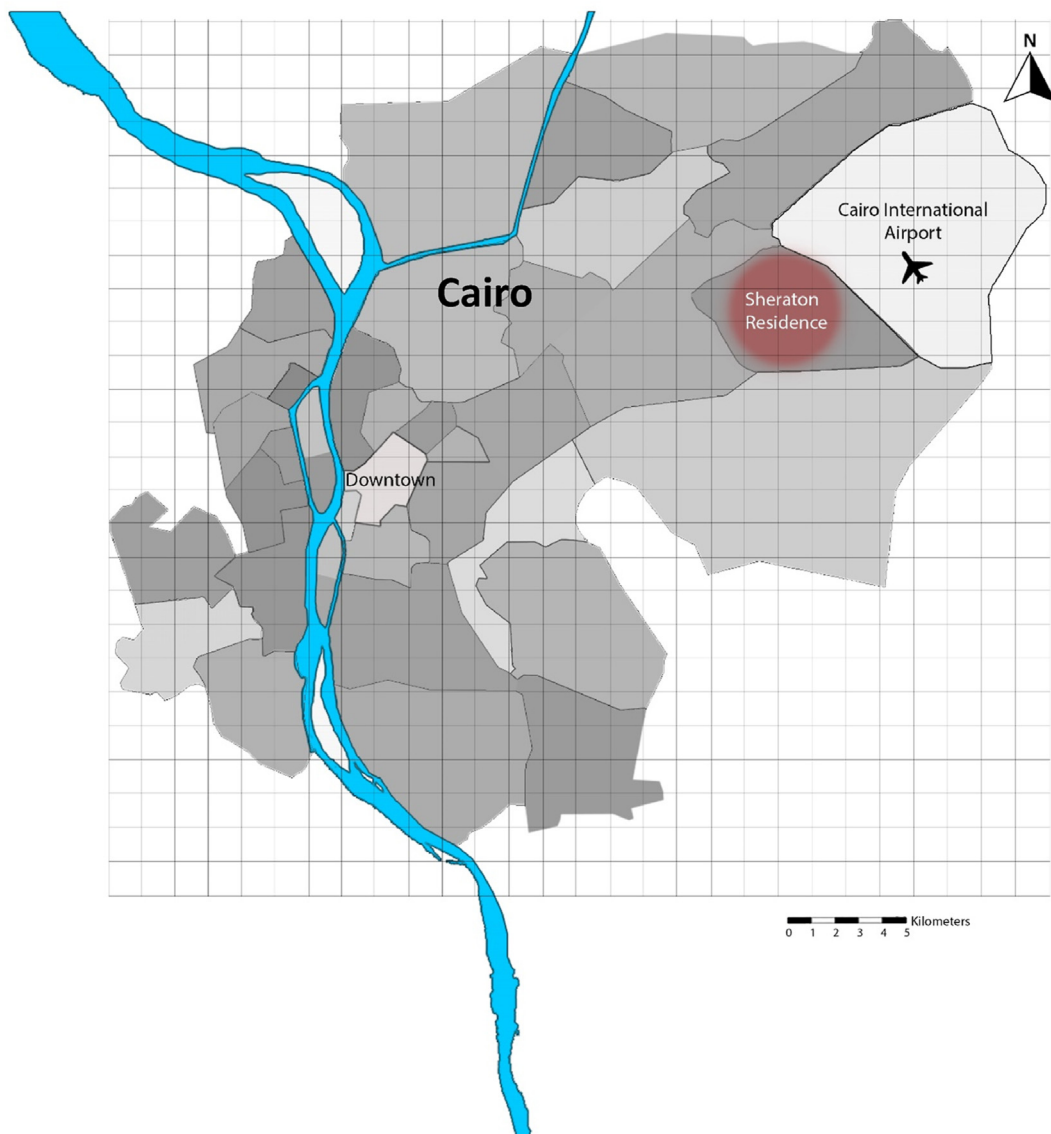 N
Cairo International
Airport
Cairo
Sheraton
Residence
Downtown
Kilometers
0 1 2 3 4 5